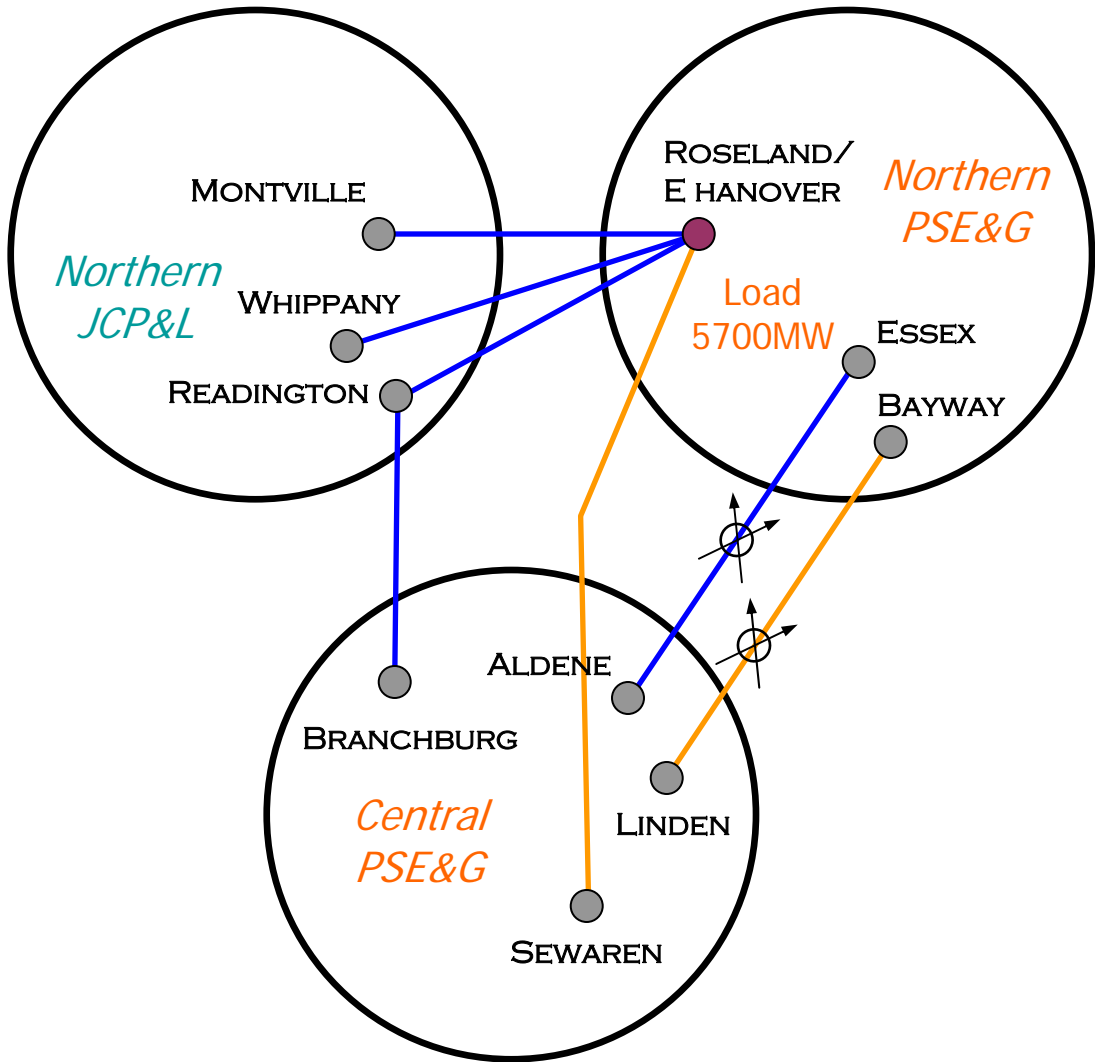 Roseland/
E hanover
Montville
Northern
PSE&G
Northern
JCP&L
Whippany
Load
5700MW
Essex
Readington
Bayway
Aldene
Branchburg
Central
PSE&G
Linden
Sewaren